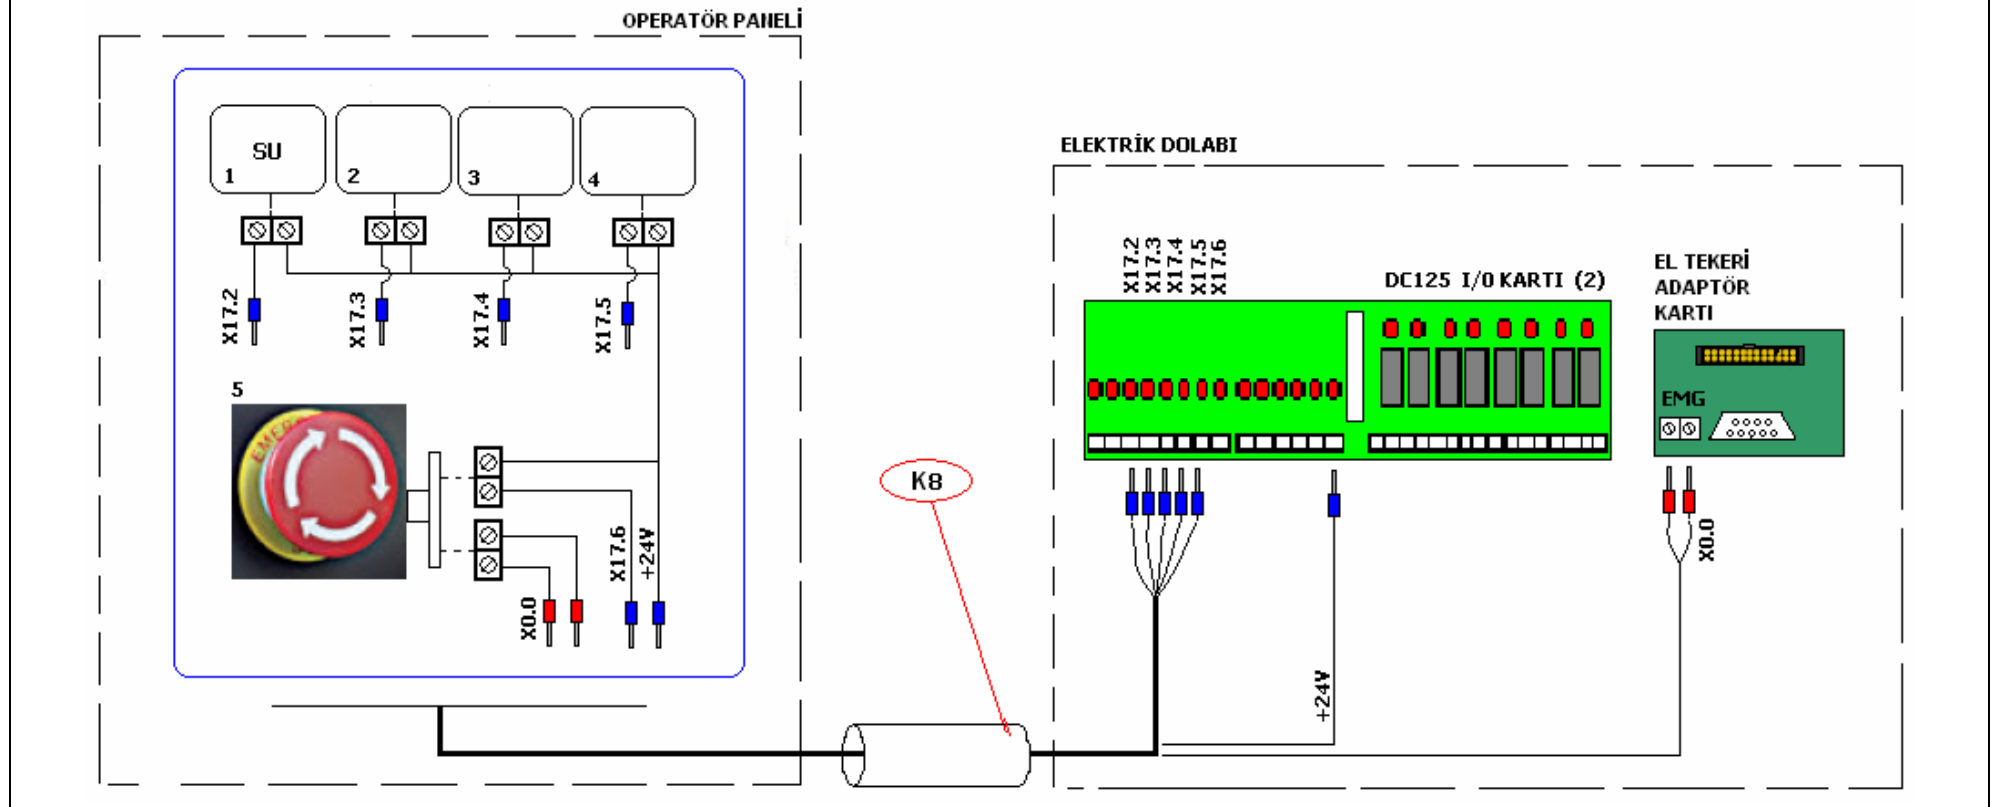 OPERATÖR PANELİ
SU
1
2
3
4
X17.2
X17.3
X17.4
X17.5
5
EMERG
X17.6
+24V
X0.0
K8
ELEKTRİK DOLABI
X17.2
X17.3
X17.4
X17.5
X17.6
DC125 I/0 KARTI (2)
EL TEKERİ
ADAPTÖR
KARTI
EMG
X0.0
+24V